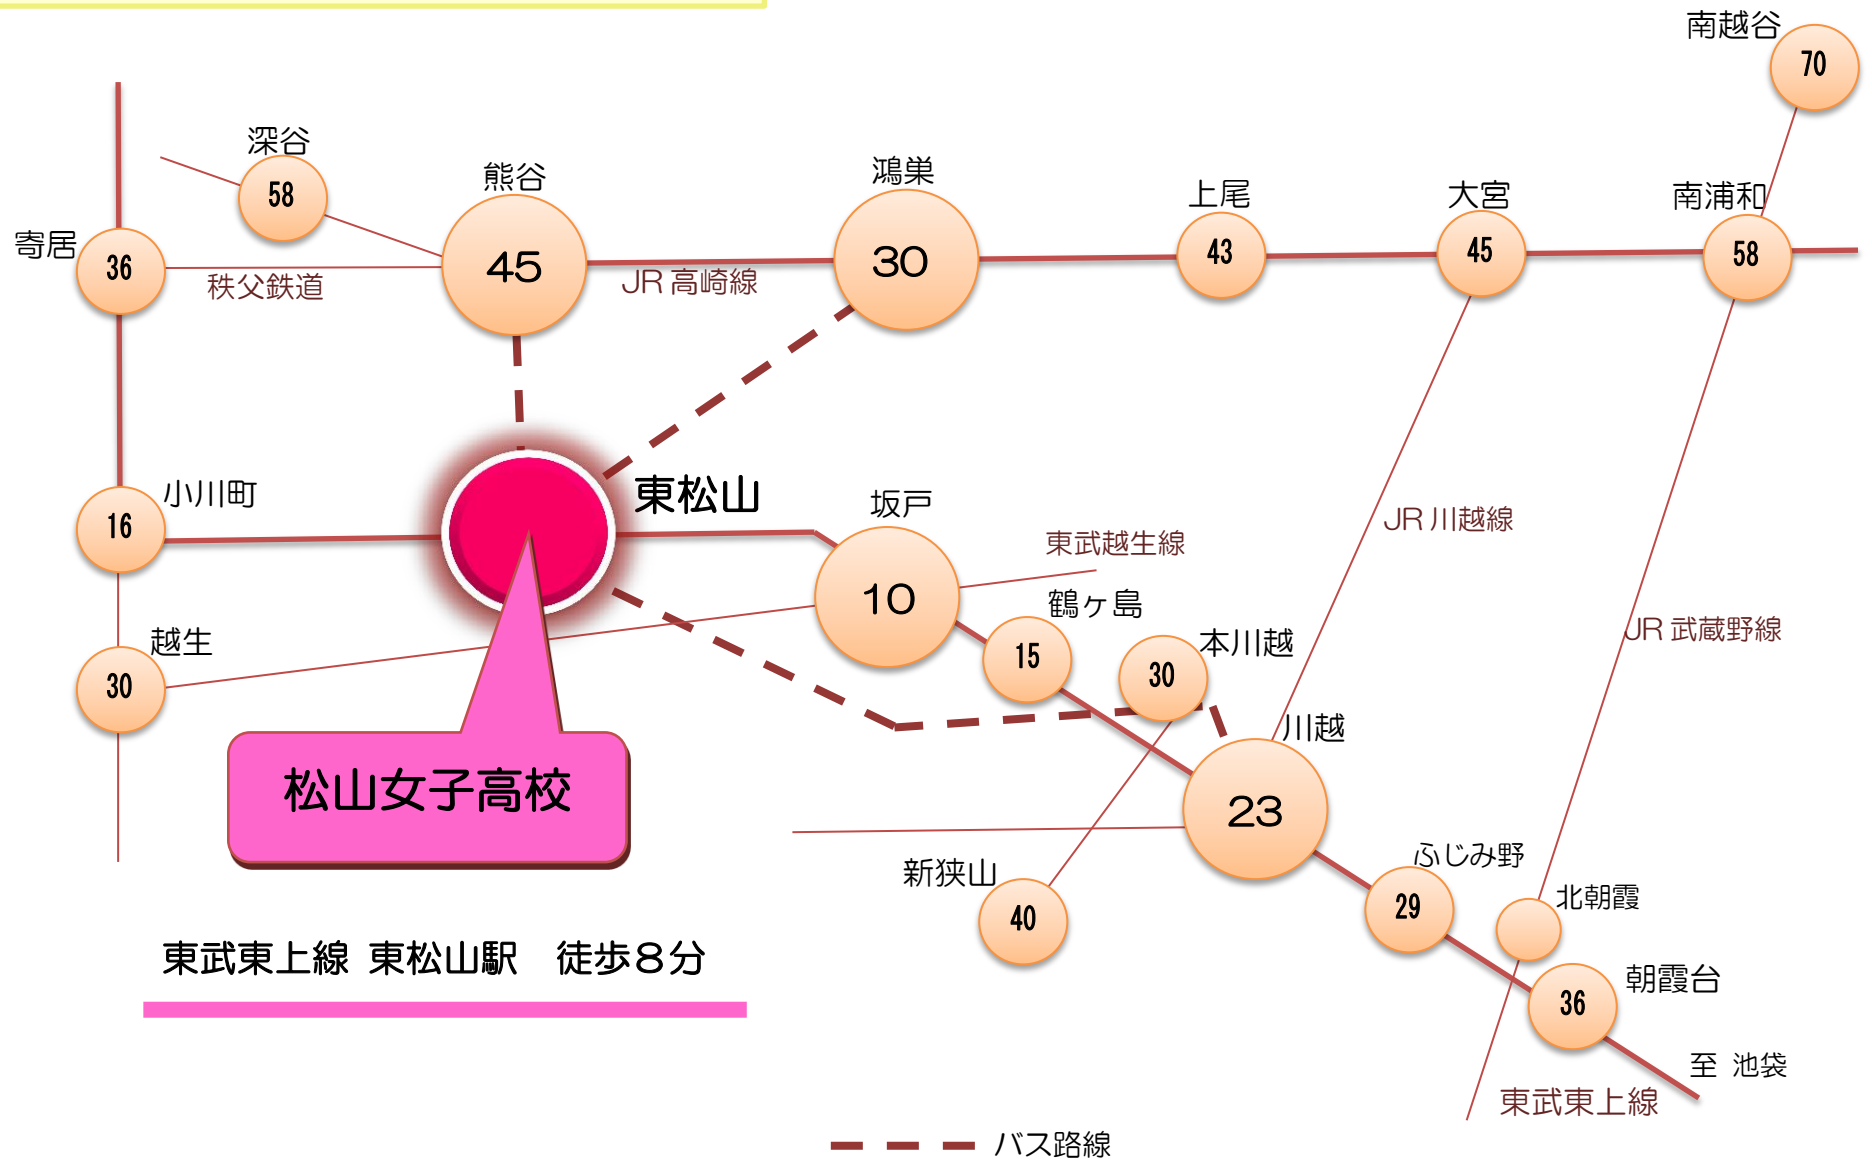 南越谷
70
深谷
58
熊谷
45
鴻巣
30
上尾
43
大宮
45
南浦和
58
寄居
36
秩父鉄道
JR 高崎線
小川町
16
東松山
坂戸
10
東武越生線
JR 川越線
鶴ヶ島
15
本川越
30
JR 武蔵野線
越生
30
川越
23
松山女子高校
新狭山
40
ふじみ野
29
北朝霞
朝霞台
36
東武東上線 東松山駅　徒歩８分
至 池袋
東武東上線
バス路線